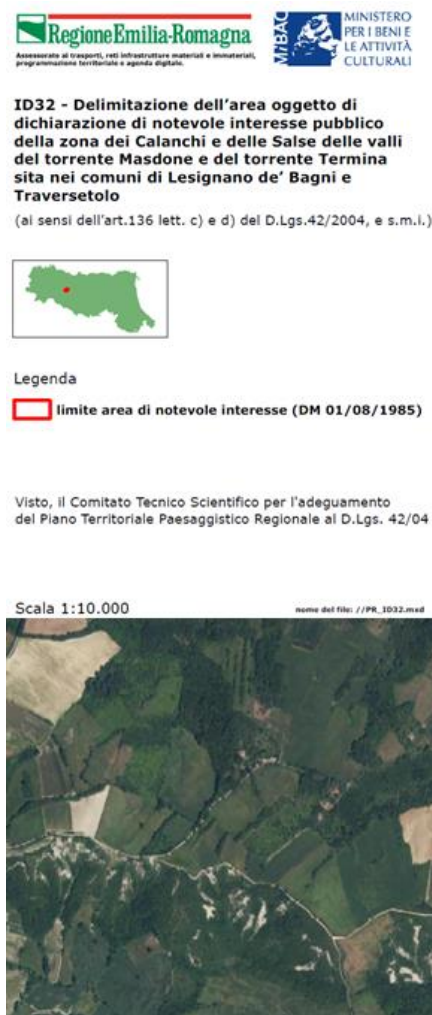 RegioneEmilia-Romagna
Assessorato ai trasporti, reti infrastrutture materiali e immateriali,
programmazione territoriale e agenda digitale.
MiBAC
MINISTERO
PER I BENI E
LE ATTIVITÀ
CULTURALI
ID32 - Delimitazione dell'area oggetto di
dichiarazione di notevole interesse pubblico
della zona dei Calanchi e delle Salse delle valli
del torrente Masdone e del torrente Termina
sita nei comuni di Lesignano de' Bagni e
Traversetolo
(ai sensi dell'art.136 lett. c) e d) del D.Lgs.42/2004, e s.m.i.)
Legenda
limite area di notevole interesse (DM 01/08/1985)
Visto, il Comitato Tecnico Scientifico per l'adeguamento
del Piano Territoriale Paesaggistico Regionale al D.Lgs. 42/04
Scala 1:10.000
nome del file: //PR_ID32.mxd